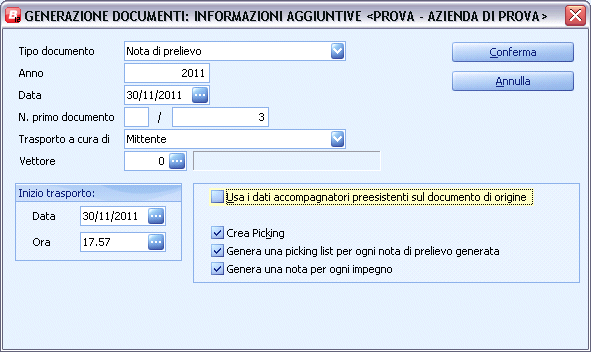 GENERAZIONE DOCUMENTI: INFORMAZIONI AGGIUNTIVE <PROVA - AZIENDA DI PROVA>
Tipo documento Nota di prelievo Conferma
Anno 2011 Annulla
Data 30/11/2011
N. primo documento / 3
Trasporto a cura di Mittente
Vettore 0
Inizio trasporto:
Data 30/11/2011
Ora 17.57
Usa i dati accompagnatori preesistenti sul documento di origine
Crea Picking
Genera una picking list per ogni nota di prelievo generata
Genera una nota per ogni impegno